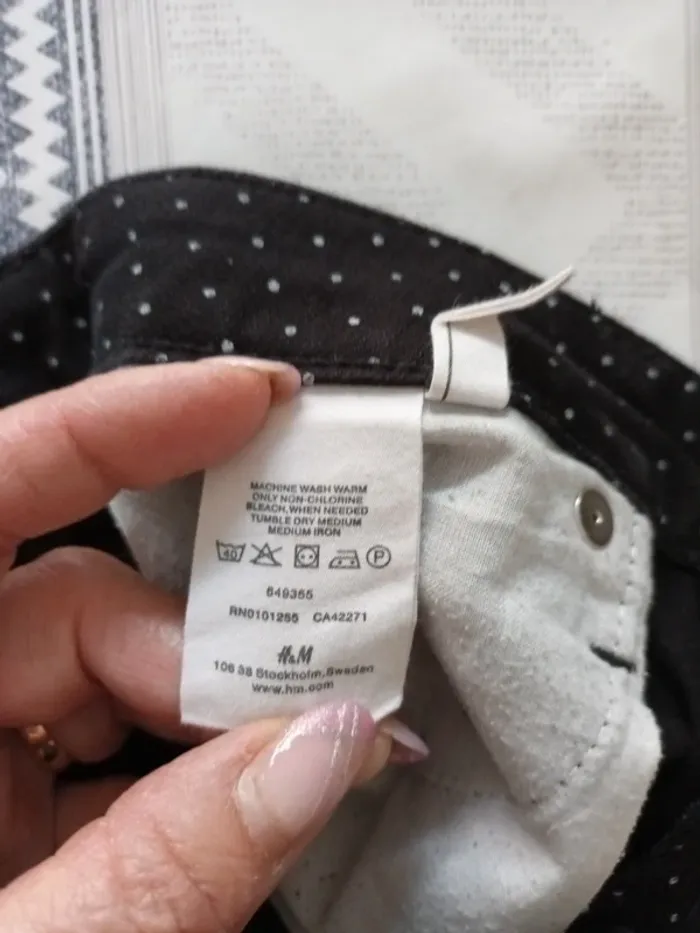 MACHINE WASH WARM
ONLY NON-CHLORINE
BLEACH,WHEN NEEDED
TUMBLE DRY MEDIUM
MEDIUM IRON
40 P
649355
RN0101255 CA42271
H&M
106 38 Stockholm,Sweden
www.hm.com